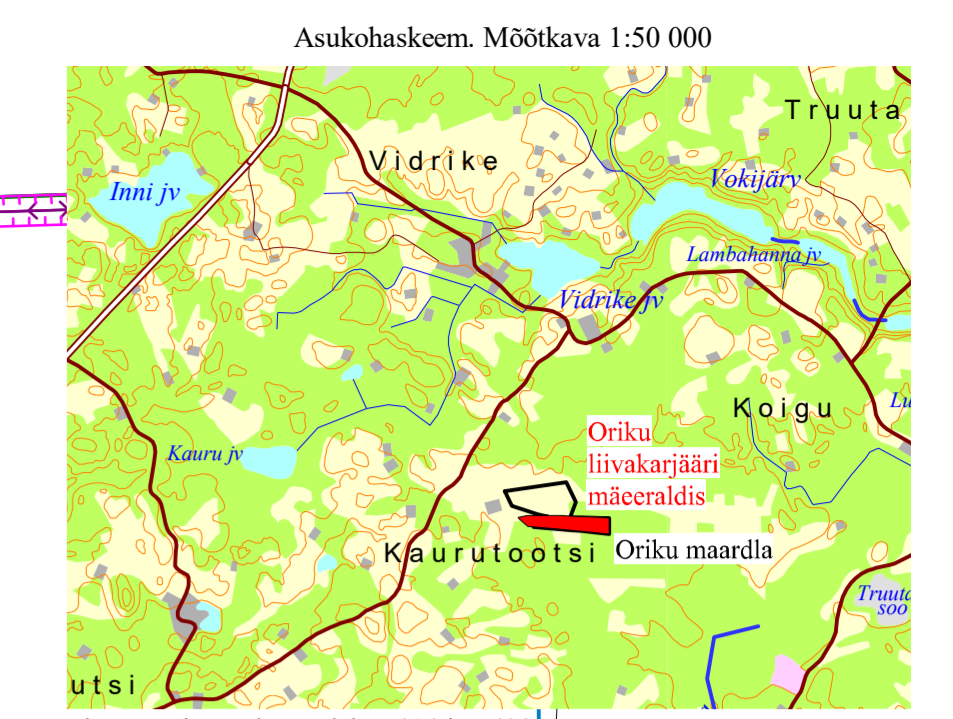 Asukohaskeem. Mõõtkava 1:50 000
Truuta
Vidrike
Inni jv
Vokijärv
Lambahanna jv
Vidrike jv
Koigu
Oriku
liivakarjääri
mäeeraldis
Kauru jv
Kaurutootsi
Oriku maardla
Truuta
soo
utsi